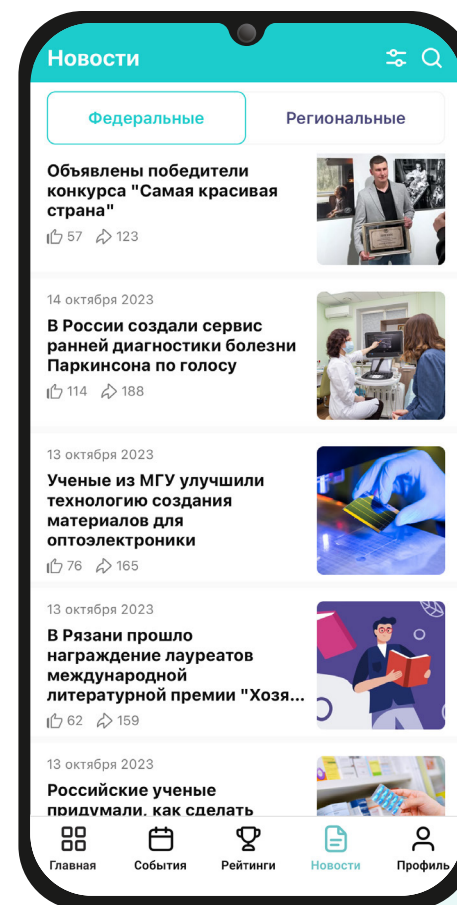 Новости
Федеральные
Региональные
Объявлены победители
конкурса "Самая красивая
страна"
57 123
14 октября 2023
В России создали сервис
ранней диагностики болезни
Паркинсона по голосу
114 188
13 октября 2023
Ученые из МГУ улучшили
технологию создания
материалов для
оптоэлектроники
76 165
13 октября 2023
В Рязани прошло
награждение лауреатов
международной
литературной премии "Хозя...
62 159
13 октября 2023
Российские ученые
придумали, как сделать
Главная
События
Рейтинги
Новости
Профиль